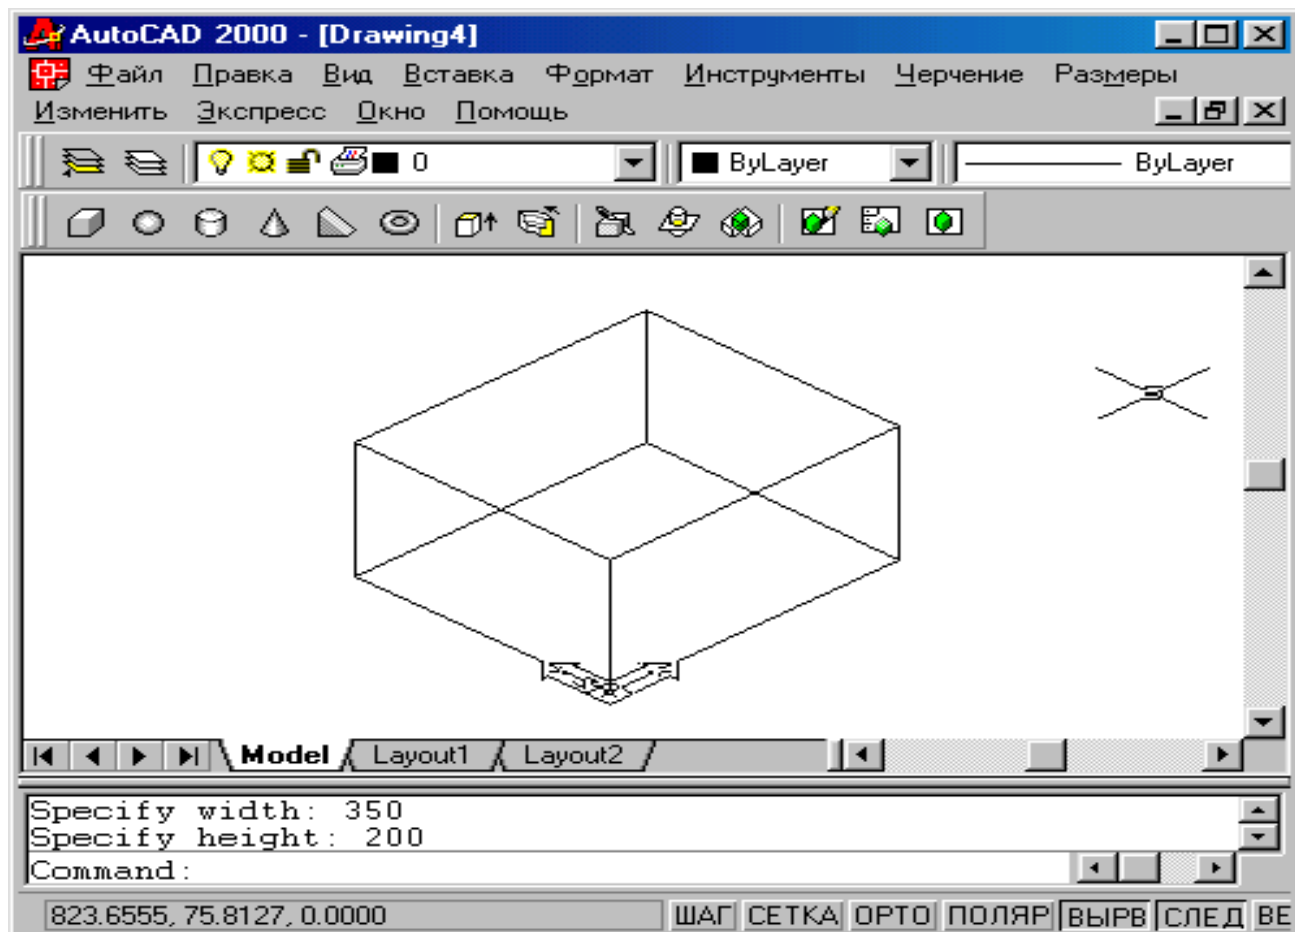 AutoCAD 2000 - [Drawing4]
Файл Правка Вид Вставка Формат Инструменты Черчение Размеры
Изменить Экспресс Окно Помощь
0 ByLayer ByLayer
Model Layout1 Layout2
Specify width: 350
Specify height: 200
Command:
823.6555, 75.8127, 0.0000 ШАГ СЕТКА ОРТО ПОЛЯР ВЫРВ СЛЕД ВЕ